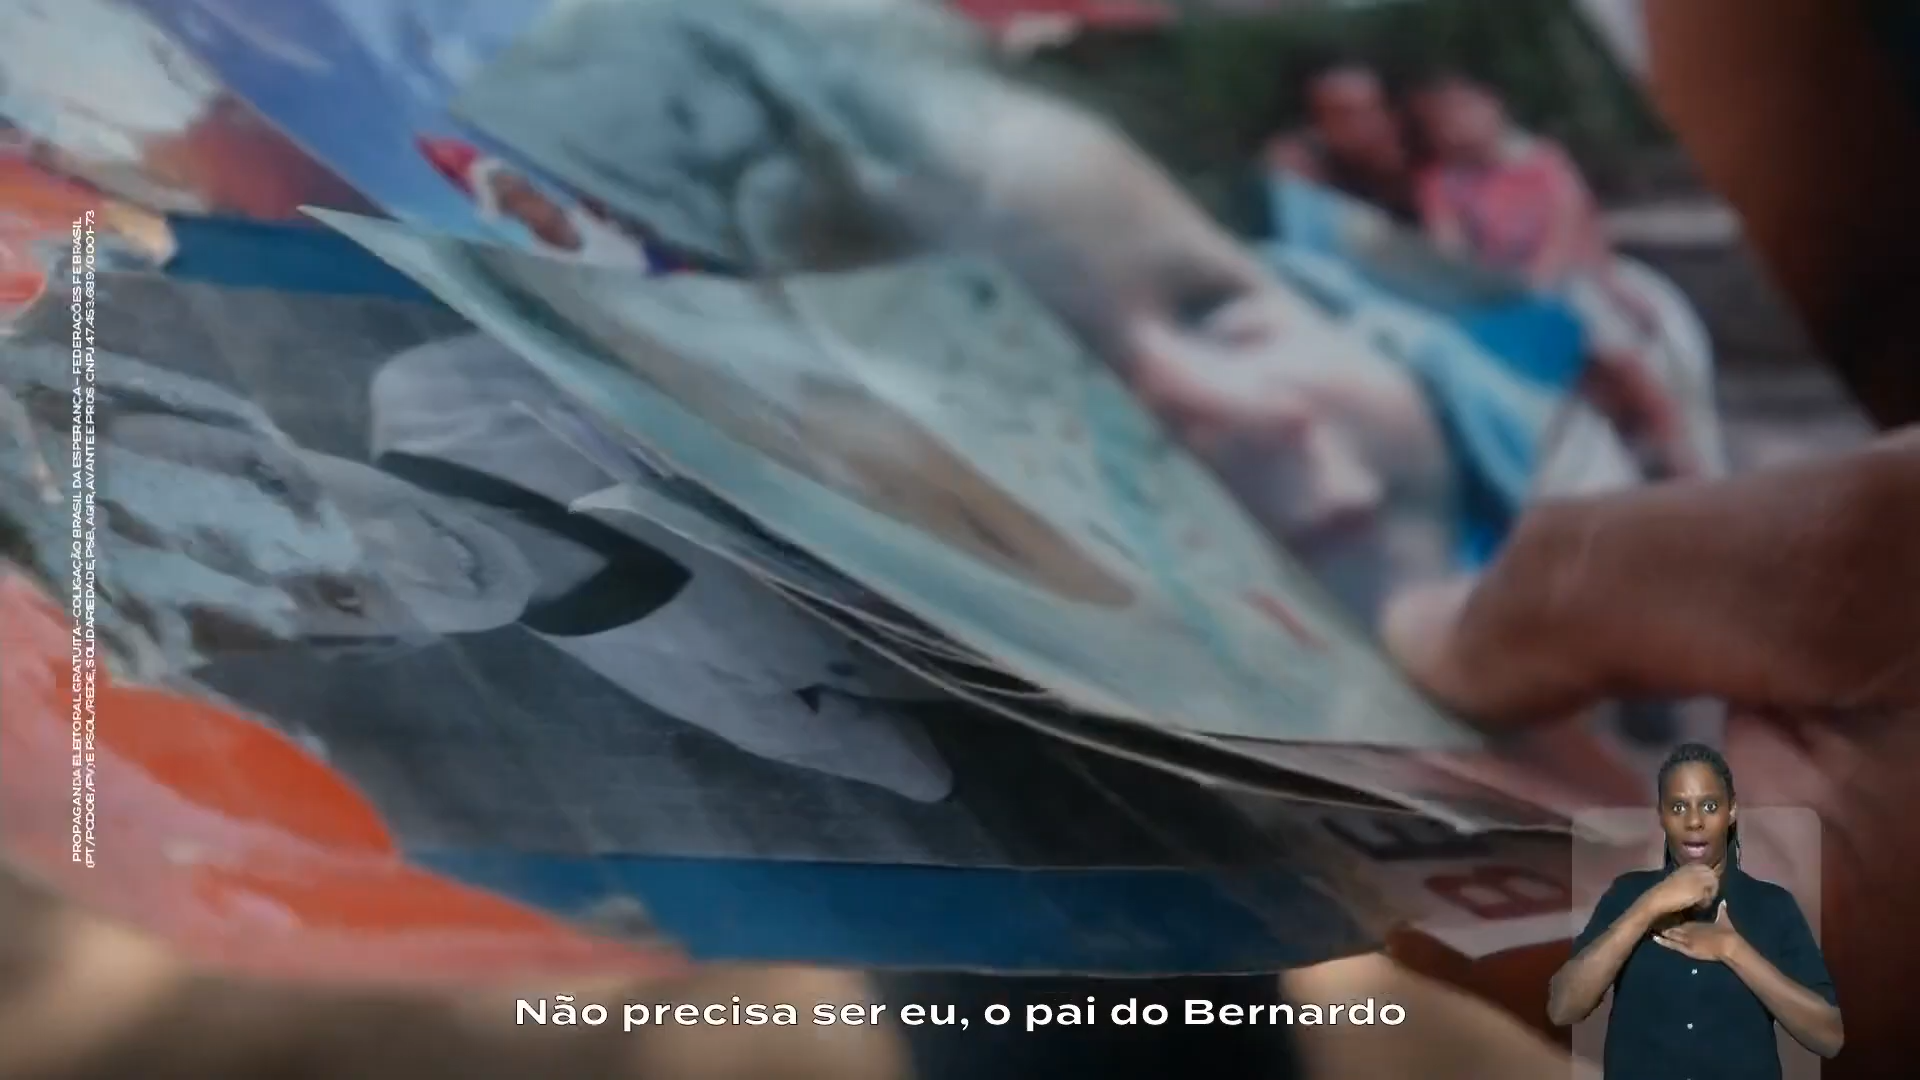 PROPAGANDA ELEITORAL GRATUITA - COLIGAÇÃO BRASIL DA ESPERANÇA - FEDERAÇÕES FE BRASIL
(PT/PCDOB/PV) E PSOL/REDE, SOLIDARIEDADE, PSB, AGIR, AVANTE E PROS. CNPJ 47.453.689/0001-73
Não precisa ser eu, o pai do Bernardo